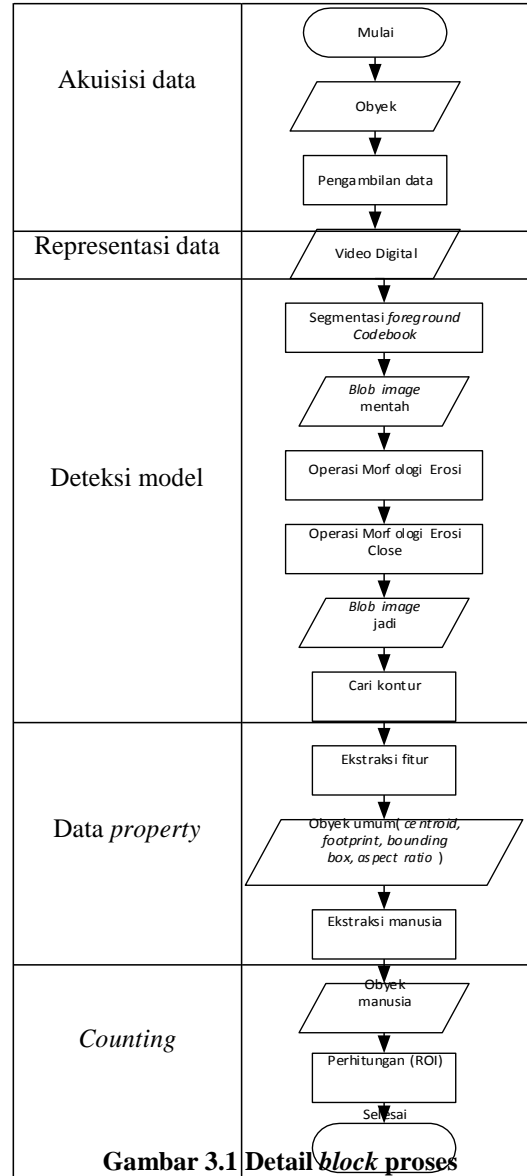 Akuisisi data
Mulai
Obyek
Pengambilan data
Representasi data
Video Digital
Deteksi model
Segmentasi foreground
Codebook
Blob image
mentah
Operasi Morf ologi Erosi
Operasi Morf ologi Erosi
Close
Blob image
jadi
Cari kontur
Data property
Ekstraksi fitur
Obyek umum( centroid,
footprint, bounding
box, aspect ratio )
Ekstraksi manusia
Counting
Obyek
manusia
Perhitungan (ROI)
Selesai
Gambar 3.1 Detail block proses